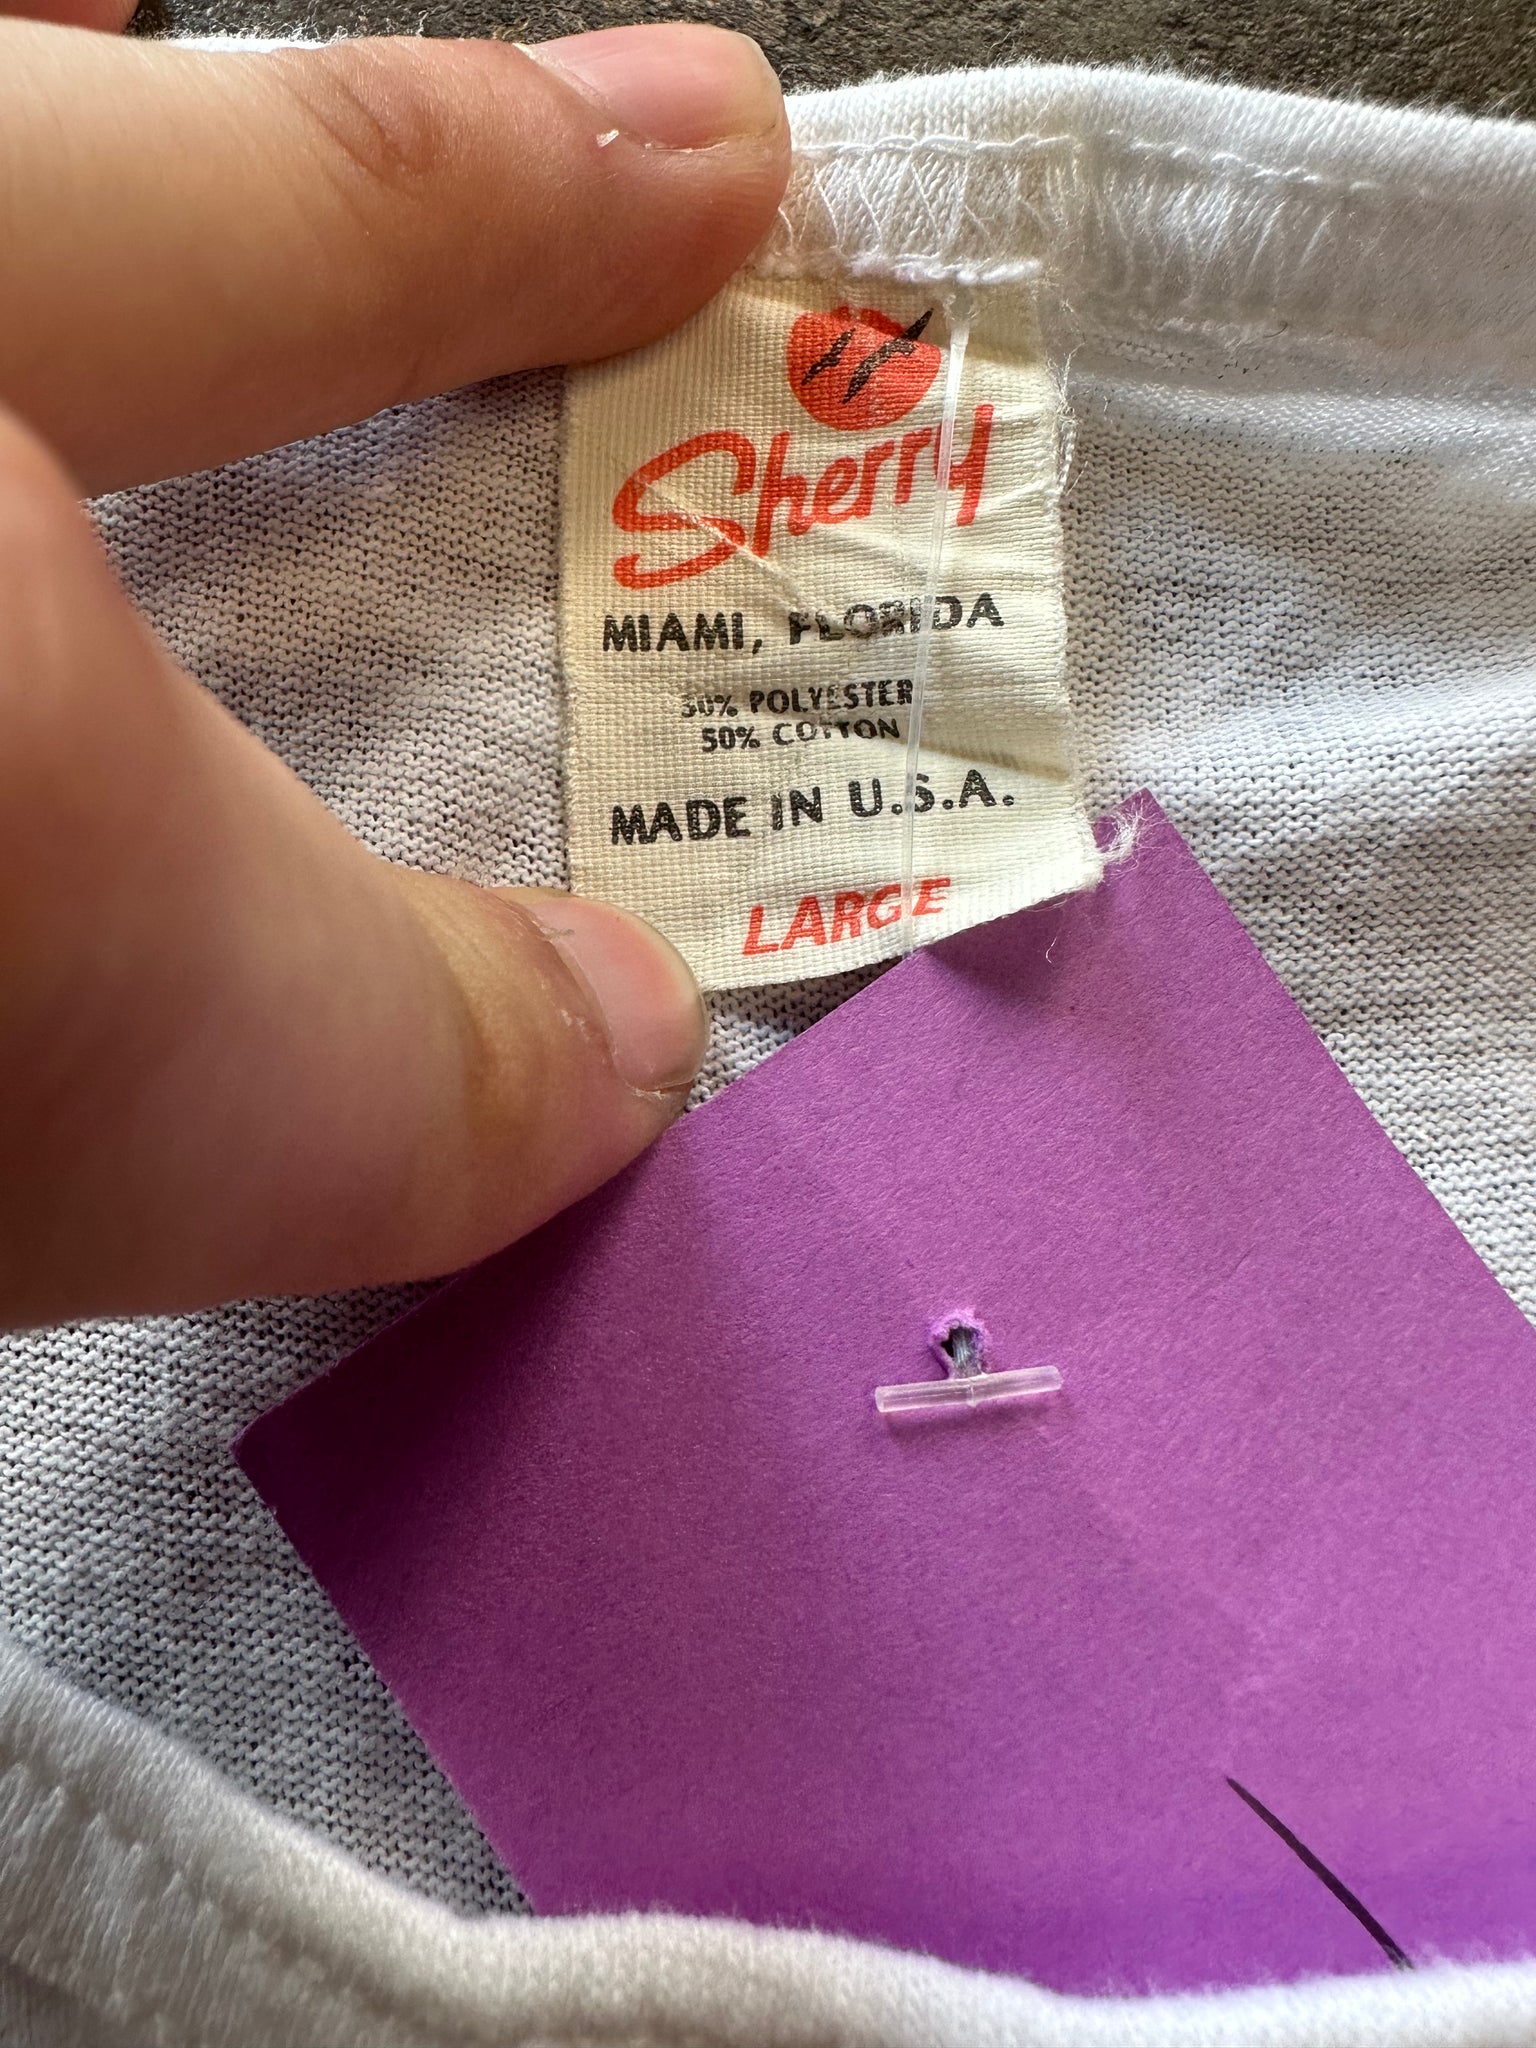 Sherry
MIAMI, FLORIDA
50% POLYESTER
50% COTTON
MADE IN U.S.A.
LARGE